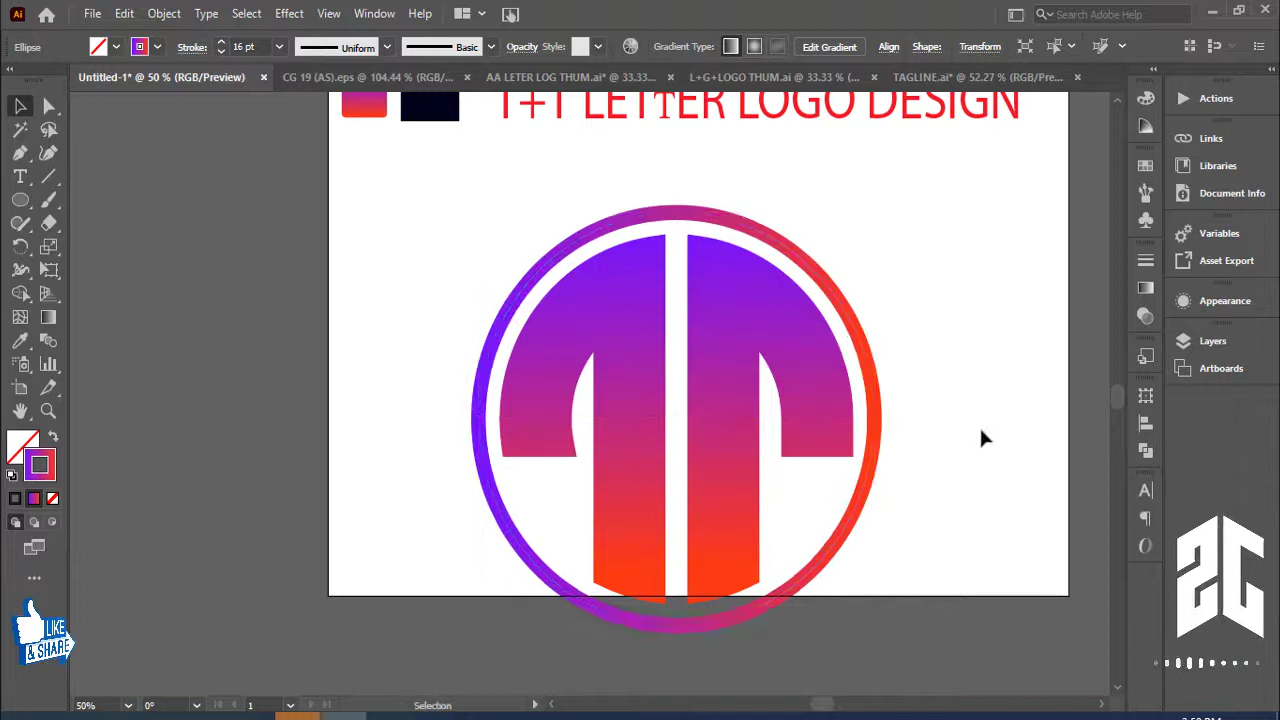 Ai File Edit Object Type Select Effect View Window Help Search Adobe Help
Ellipse Stroke: 16 pt Uniform Basic Opacity Style: Gradient Type: Edit Gradient Align Shape: Transform
Untitled-1* @ 50 % (RGB/Preview) CG 19 (AS).eps @ 104.44 % (RGB/... AA LETER LOG THUM.ai* @ 33.33... L+G+LOGO THUM.ai @ 33.33 % (... TAGLINE.ai* @ 52.27 % (RGB/Pre...
T+T LETTER LOGO DESIGN
Actions
Links
Libraries
Document Info
Variables
Asset Export
Appearance
Layers
Artboards
LIKE
& SHARE
50% 0° 1 Selection